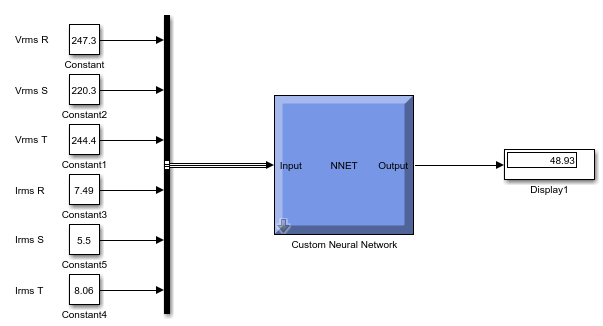 Vrms R
247.3
Constant
Vrms S
220.3
Constant2
Vrms T
244.4
Constant1
Irms R
7.49
Constant3
Irms S
5.5
Constant5
Irms T
8.06
Constant4
Input
NNET
Output
Custom Neural Network
48.93
Display1